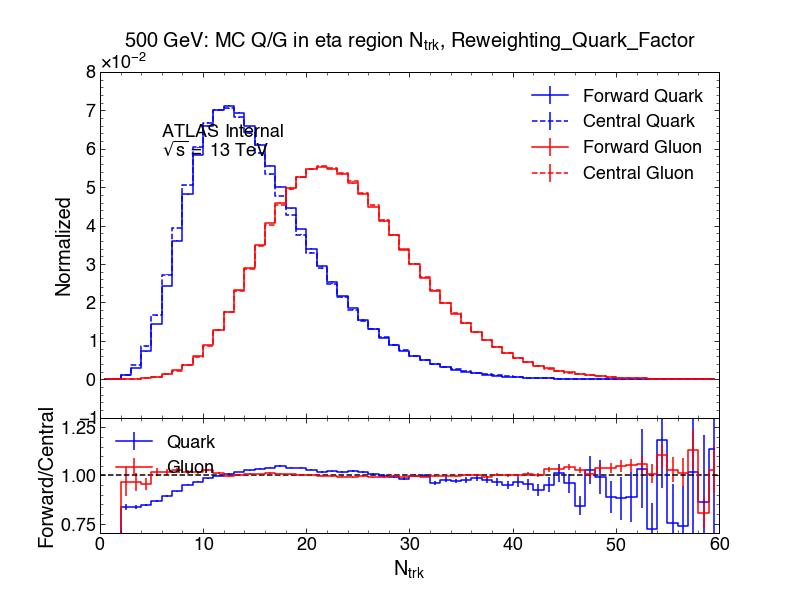 500 GeV: MC Q/G in eta region N_trk, Reweighting_Quark_Factor
×10⁻²
8
7
6
5
4
3
2
1
0
−1
Normalized
ATLAS Internal
√s = 13 TeV
Forward Quark
Central Quark
Forward Gluon
Central Gluon
1.25
1.00
0.75
Forward/Central
Quark
Gluon
0 10 20 30 40 50 60
N_trk